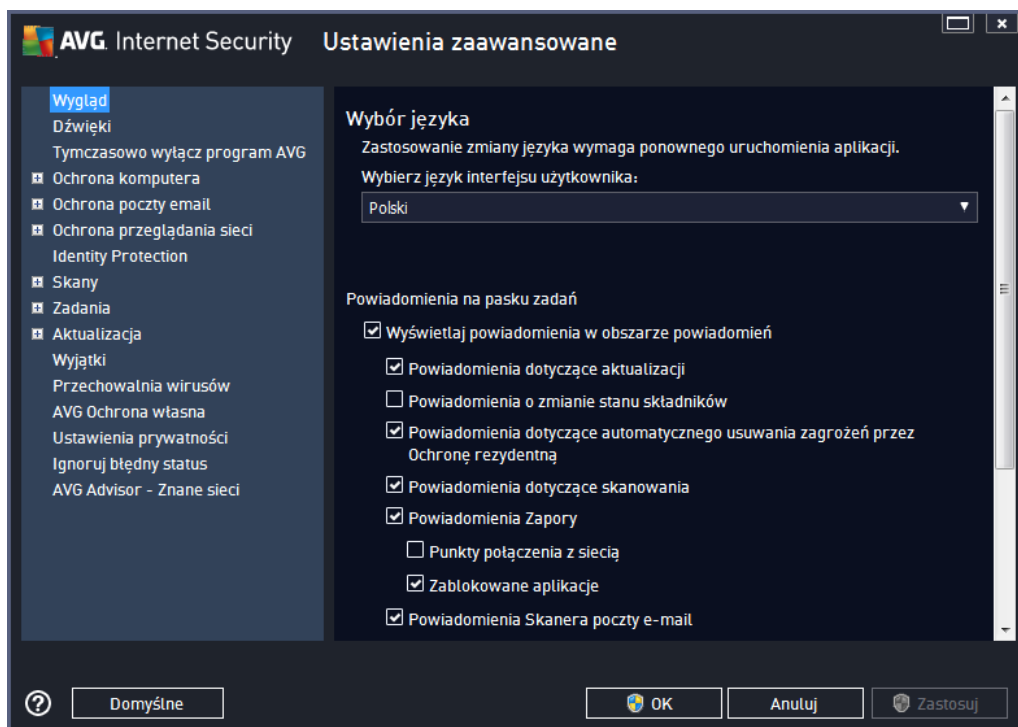 AVG. Internet Security Ustawienia zaawansowane
Wygląd
Dźwięki
Tymczasowo wyłącz program AVG
Ochrona komputera
Ochrona poczty email
Ochrona przeglądania sieci
Identity Protection
Skany
Zadania
Aktualizacja
Wyjątki
Przechowalnia wirusów
AVG Ochrona własna
Ustawienia prywatności
Ignoruj błędny status
AVG Advisor - Znane sieci
Wybór języka
Zastosowanie zmiany języka wymaga ponownego uruchomienia aplikacji.
Wybierz język interfejsu użytkownika:
Polski
Powiadomienia na pasku zadań
Wyświetlaj powiadomienia w obszarze powiadomień
Powiadomienia dotyczące aktualizacji
Powiadomienia o zmianie stanu składników
Powiadomienia dotyczące automatycznego usuwania zagrożeń przez
Ochronę rezydentną
Powiadomienia dotyczące skanowania
Powiadomienia Zapory
Punkty połączenia z siecią
Zablokowane aplikacje
Powiadomienia Skanera poczty e-mail
? Domyślne OK Anuluj Zastosuj